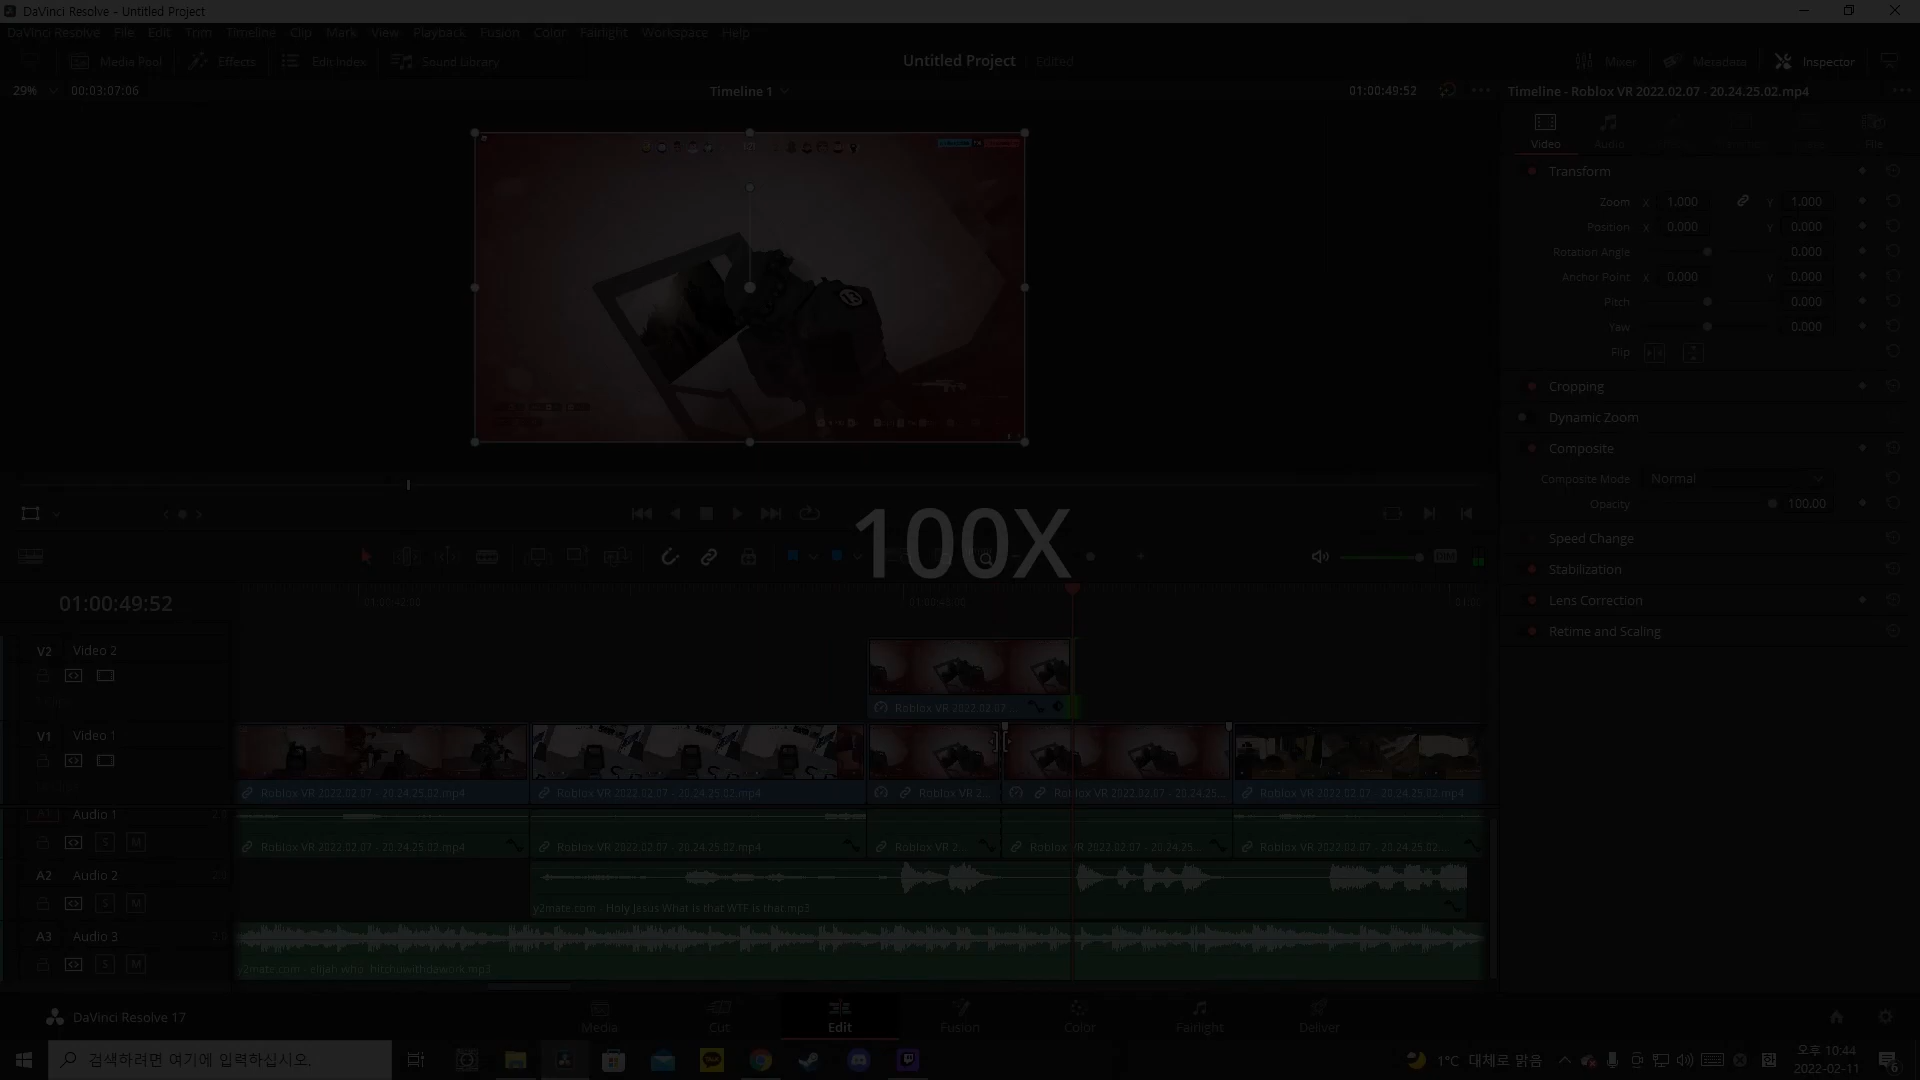 DaVinci Resolve - Untitled Project
DaVinci Resolve File Edit Trim Timeline Clip Mark View Playback Fusion Color Fairlight Workspace Help
Media Pool Effects Edit Index Sound Library Untitled Project Edited Mixer Metadata Inspector
29% 00:03:07:06 Timeline 1 01:00:49:52 Timeline - Roblox VR 2022.02.07 - 20.24.25.02.mp4
Video Audio File
Transform
Zoom X 1.000 Y 1.000
Position X 0.000 Y 0.000
Rotation Angle 0.000
Anchor Point X 0.000 Y 0.000
Pitch 0.000
Yaw 0.000
Flip
Cropping
Dynamic Zoom
Composite
Composite Mode Normal
Opacity 100.00
Speed Change
Stabilization
Lens Correction
Retime and Scaling
100X
DIM
01:00:49:52
01:00:42:00
V2 Video 2
Roblox VR 2022.02.07 ...
V1 Video 1
Roblox VR 2022.02.07 - 20.24.25.02.mp4 Roblox VR 2022.02.07 - 20.24.25.02.mp4 Roblox VR 2... Roblox VR 2022.02.07 - 20.24.25... Roblox VR 2022.02.07 - 20.24.25.02.mp4
A1 Audio 1
S M
Roblox VR 2022.02.07 - 20.24.25.02.mp4 Roblox VR 2022.02.07 - 20.24.25.02.mp4 Roblox VR 2... Roblox VR 2022.02.07 - 20.24.25... Roblox VR 2022.02.07 - 20.24.25.02...
A2 Audio 2
S M
y2mate.com - Holy Jesus What Is that WTF is that.mp3
A3 Audio 3
S M
y2mate.com - elijah who hitchuwithdawork.mp3
DaVinci Resolve 17 Media Cut Edit Fusion Color Fairlight Deliver
검색하려면 여기에 입력하십시오.
1°C 대체로 맑음
오후 10:44
2022-02-11
6